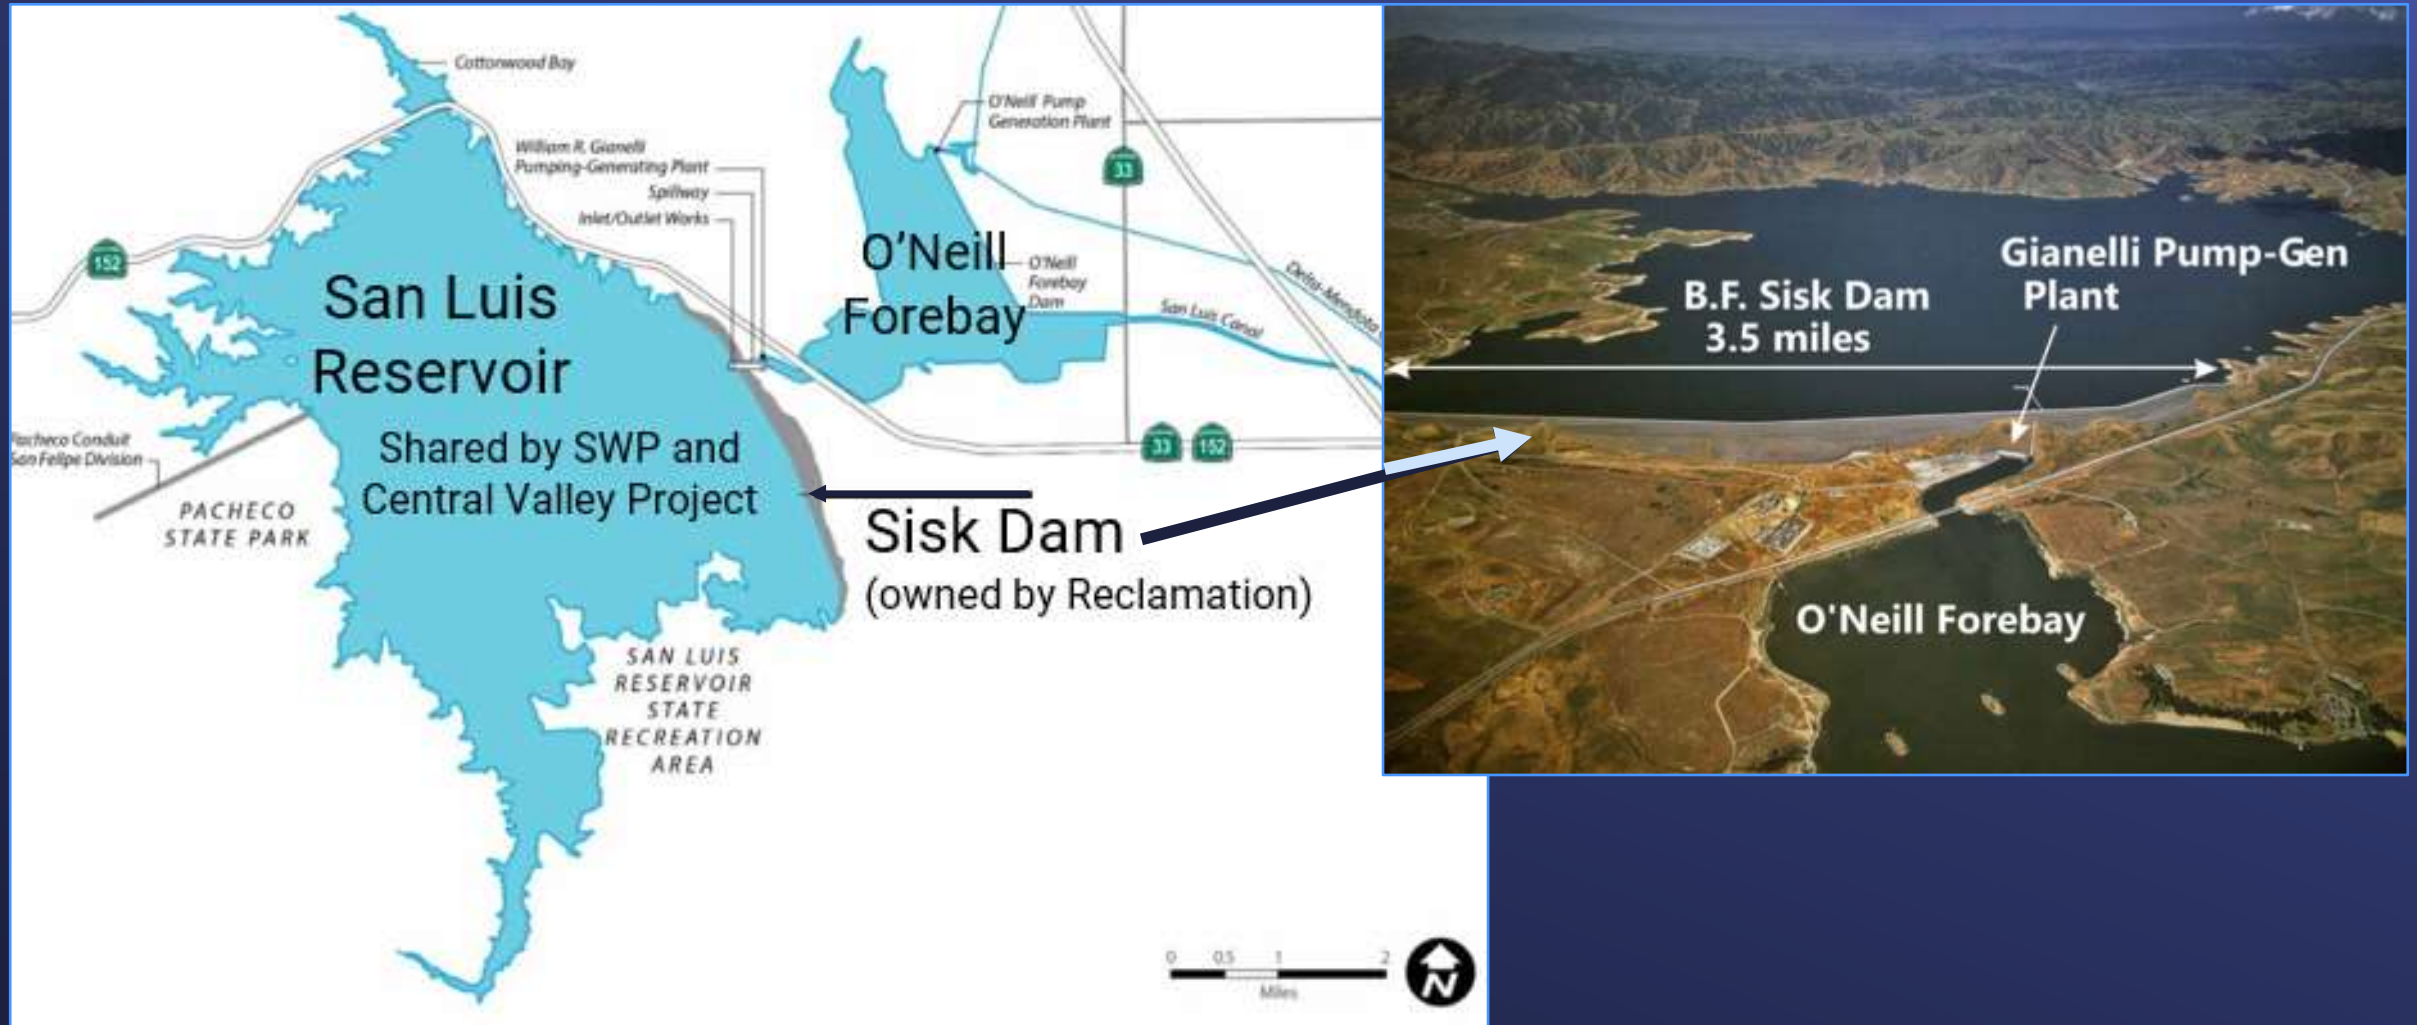 Cottonwood Bay
O'Neill Pump
Generation Plant
William R. Gianelli
Pumping-Generating Plant
Spillway
Inlet/Outlet Works
33
152
O'Neill
Forebay
O'Neill
Forebay
Dam
San Luis Canal
Delta-Mendota
San Luis
Reservoir
Shared by SWP and
Central Valley Project
Pacheco Conduit
San Felipe Division
PACHECO
STATE PARK
33
152
Sisk Dam
(owned by Reclamation)
SAN LUIS
RESERVOIR
STATE
RECREATION
AREA
0 0.5 1 2
Miles
N
Gianelli Pump-Gen
Plant
B.F. Sisk Dam
3.5 miles
O'Neill Forebay